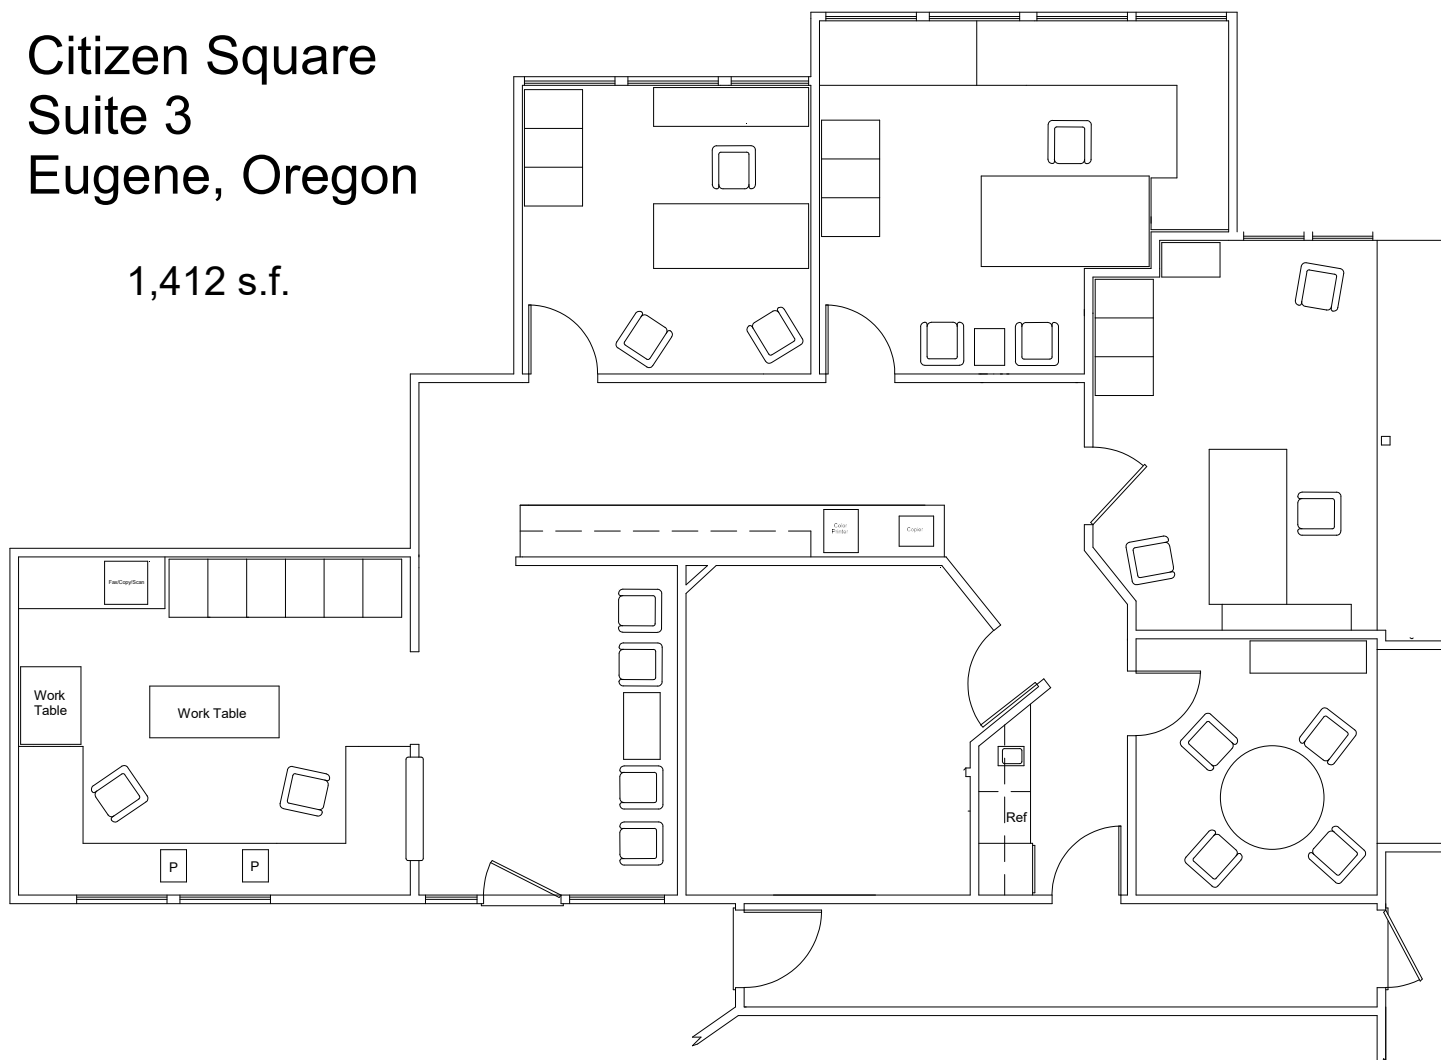 Citizen Square
Suite 3
Eugene, Oregon
1,412 s.f.
Color
Printer
Copier
Fax/Copy/Scan
Work
Table
Work Table
Ref
P
P